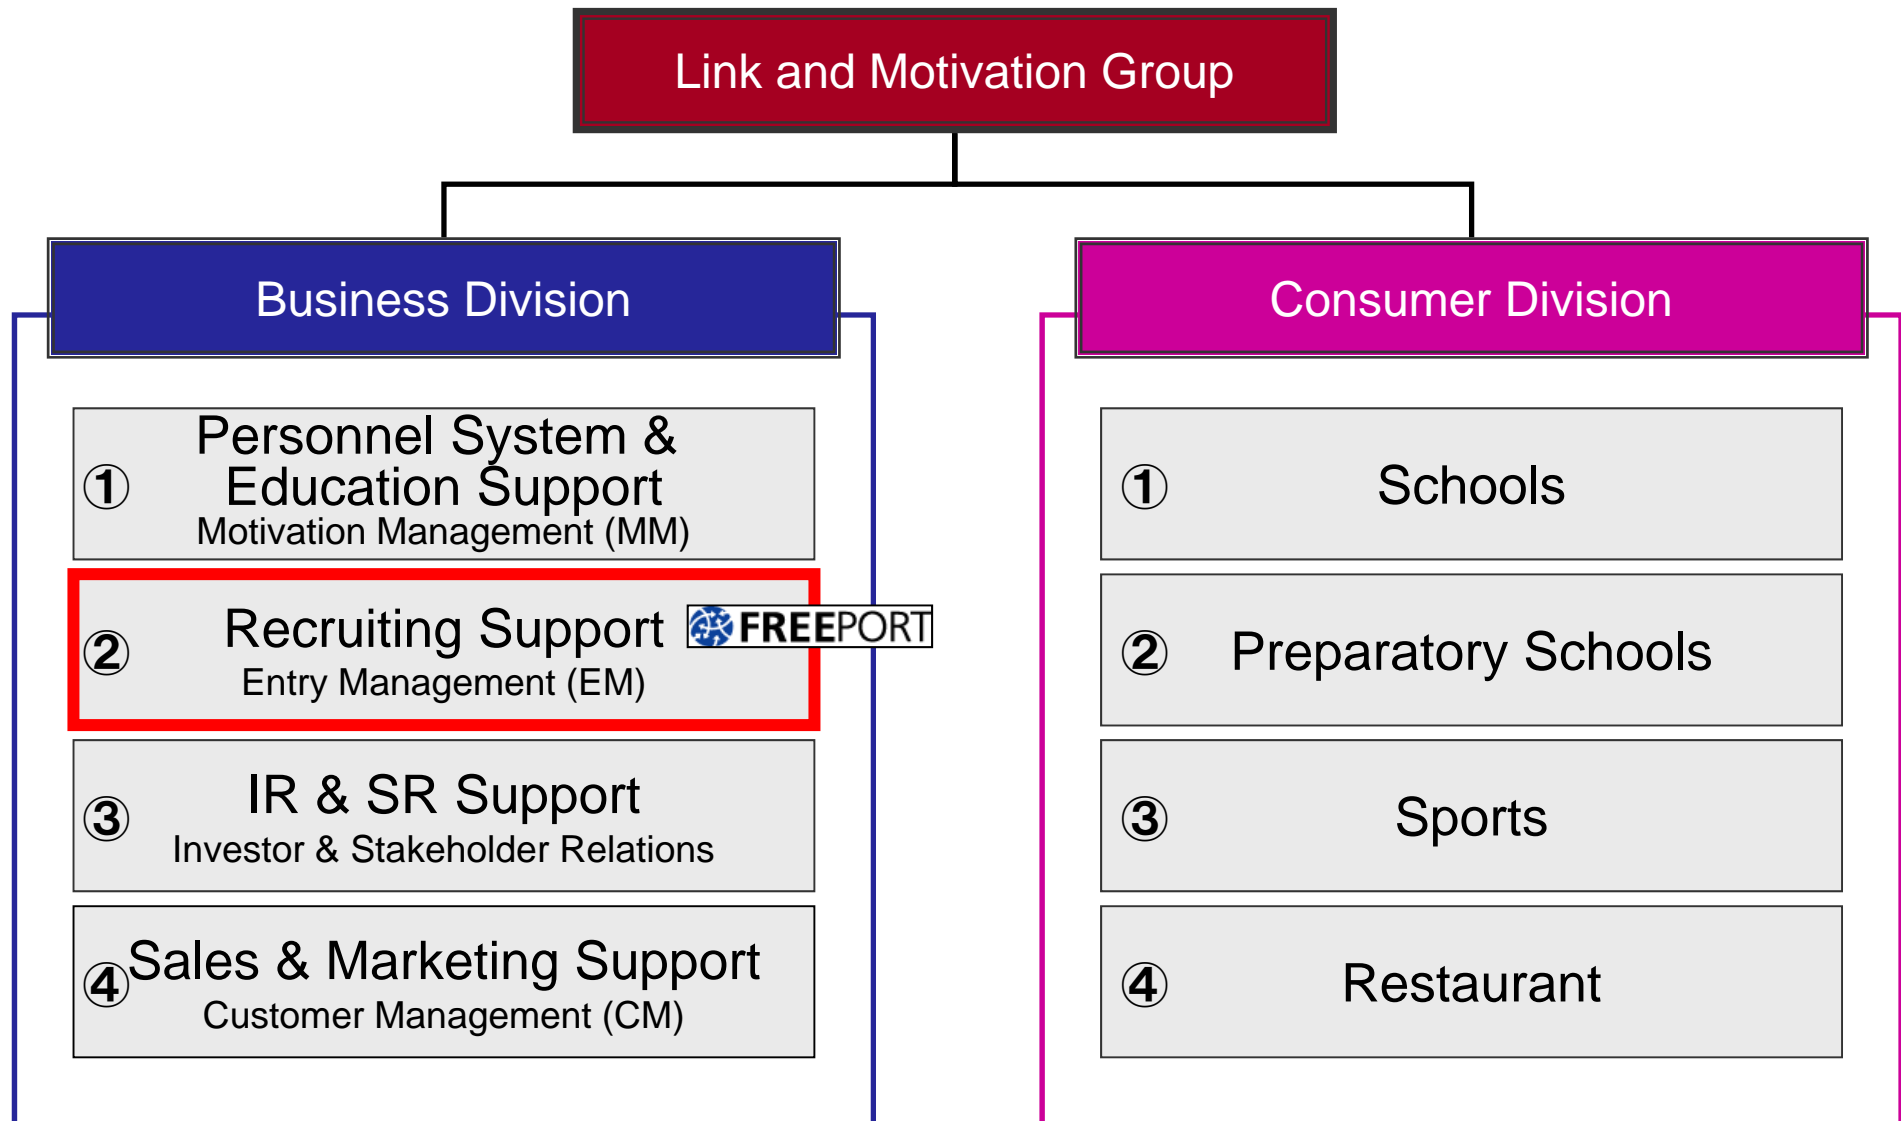 Link and Motivation Group
Business Division
① Personnel System &
Education Support
Motivation Management (MM)
② Recruiting Support FREEPORT
Entry Management (EM)
③ IR & SR Support
Investor & Stakeholder Relations
④ Sales & Marketing Support
Customer Management (CM)
Consumer Division
① Schools
② Preparatory Schools
③ Sports
④ Restaurant